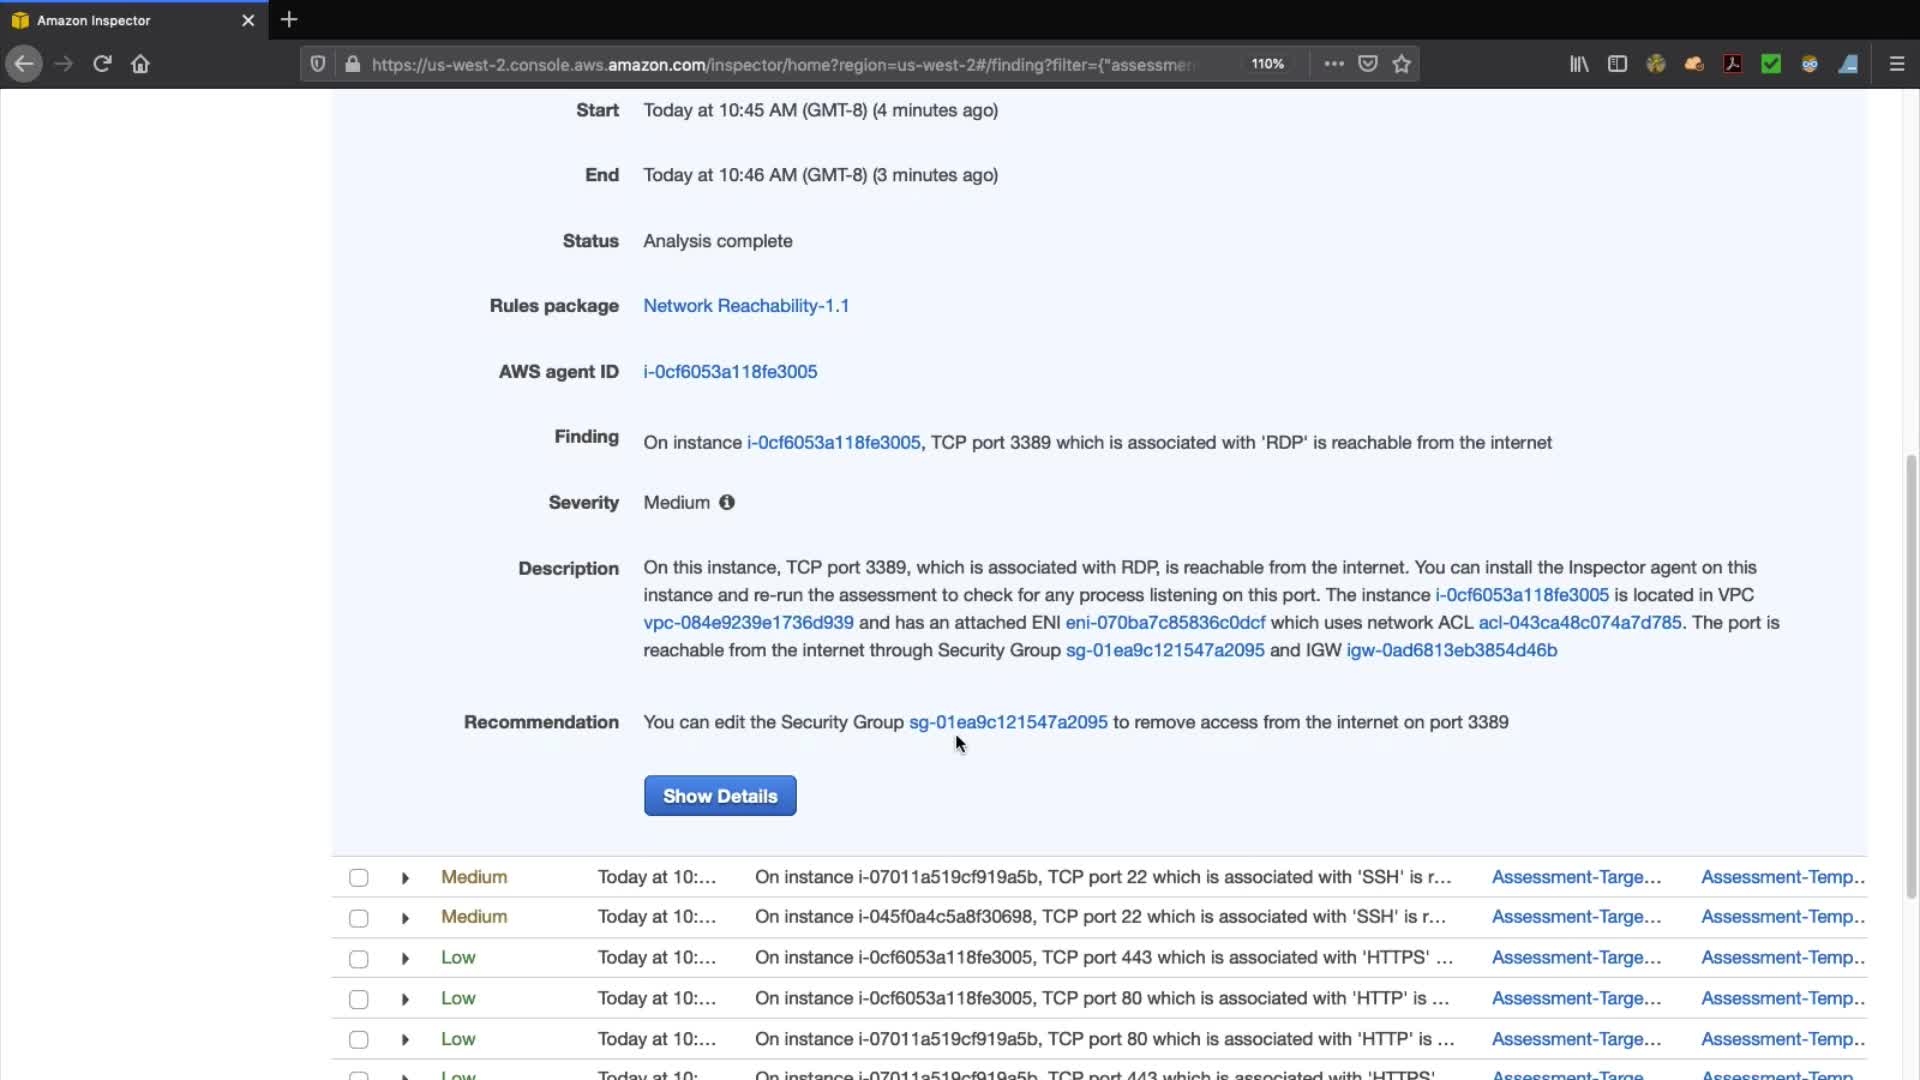 Amazon Inspector
https://us-west-2.console.aws.amazon.com/inspector/home?region=us-west-2#/finding?filter={"assessmen
110%
Start Today at 10:45 AM (GMT-8) (4 minutes ago)
End Today at 10:46 AM (GMT-8) (3 minutes ago)
Status Analysis complete
Rules package Network Reachability-1.1
AWS agent ID i-0cf6053a118fe3005
Finding On instance i-0cf6053a118fe3005, TCP port 3389 which is associated with 'RDP' is reachable from the internet
Severity Medium
Description On this instance, TCP port 3389, which is associated with RDP, is reachable from the internet. You can install the Inspector agent on this
instance and re-run the assessment to check for any process listening on this port. The instance i-0cf6053a118fe3005 is located in VPC
vpc-084e9239e1736d939 and has an attached ENI eni-070ba7c85836c0dcf which uses network ACL acl-043ca48c074a7d785. The port is
reachable from the internet through Security Group sg-01ea9c121547a2095 and IGW igw-0ad6813eb3854d46b
Recommendation You can edit the Security Group sg-01ea9c121547a2095 to remove access from the internet on port 3389
Show Details
Medium Today at 10:... On instance i-07011a519cf919a5b, TCP port 22 which is associated with 'SSH' is r... Assessment-Targe... Assessment-Temp..
Medium Today at 10:... On instance i-045f0a4c5a8f30698, TCP port 22 which is associated with 'SSH' is r... Assessment-Targe... Assessment-Temp..
Low Today at 10:... On instance i-0cf6053a118fe3005, TCP port 443 which is associated with 'HTTPS' ... Assessment-Targe... Assessment-Temp..
Low Today at 10:... On instance i-0cf6053a118fe3005, TCP port 80 which is associated with 'HTTP' is ... Assessment-Targe... Assessment-Temp..
Low Today at 10:... On instance i-07011a519cf919a5b, TCP port 80 which is associated with 'HTTP' is ... Assessment-Targe... Assessment-Temp..
Low Today at 10: On instance i-07011a519cf919a5b, TCP port 443 which is associated with 'HTTPS' Assessment-Targe Assessment-Temp